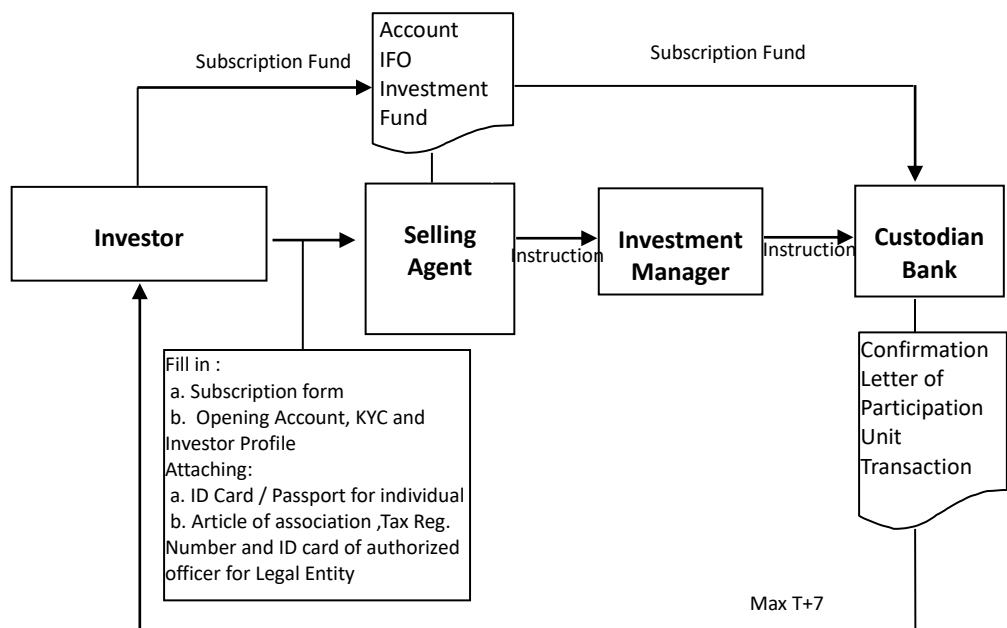 Subscription Fund
Account
IFO
Investment
Fund
Subscription Fund
Investor
Selling
Agent
Instruction
Investment
Manager
Instruction
Custodian
Bank
Fill in :
a. Subscription form
b. Opening Account, KYC and
Investor Profile
Attaching:
a. ID Card / Passport for individual
b. Article of association ,Tax Reg.
Number and ID card of authorized
officer for Legal Entity
Confirmation
Letter of
Participation
Unit
Transaction
Max T+7